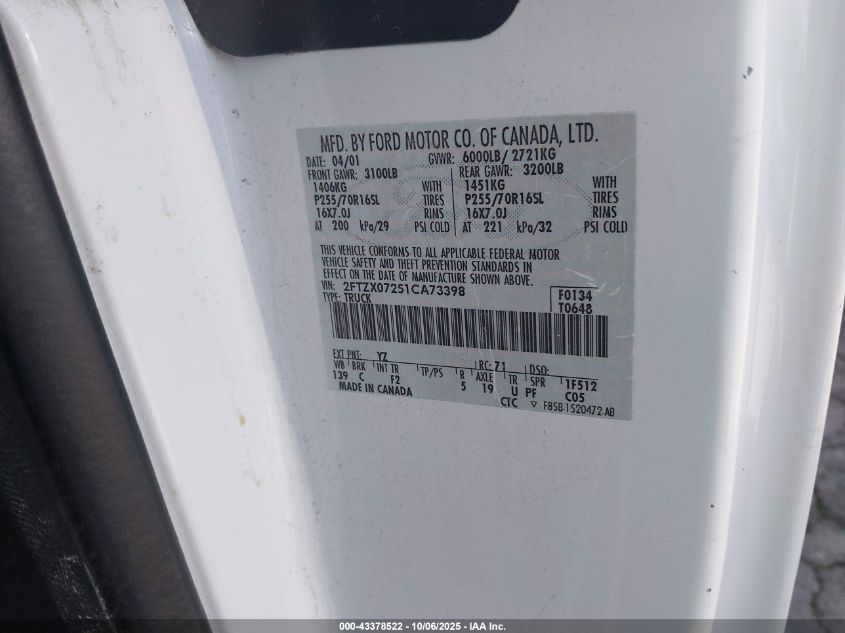 MFD. BY FORD MOTOR CO. OF CANADA, LTD.
DATE: 04/01 GVWR: 6000LB/ 2721KG
FRONT GAWR: 3100LB REAR GAWR: 3200LB
1406KG WITH 1451KG WITH
P255/70R16SL TIRES P255/70R16SL TIRES
16X7.0J RIMS 16X7.0J RIMS
AT 200 kPa/29 PSI COLD AT 221 kPa/32 PSI COLD
THIS VEHICLE CONFORMS TO ALL APPLICABLE FEDERAL MOTOR
VEHICLE SAFETY AND THEFT PREVENTION STANDARDS IN
EFFECT ON THE DATE OF MANUFACTURE SHOWN ABOVE.
VIN: 2FTZX07251CA73398 F0134
TYPE: TRUCK T0648
EXT PNT: YZ RC: 71 DSO:
WB BRK INT TR TP/PS R AXLE TR SPR 1F512
139 C F2 5 19 U PF C05
MADE IN CANADA CTC ▽ F85B-1520472-AB
000-43378522 - 10/06/2025 - IAA Inc.